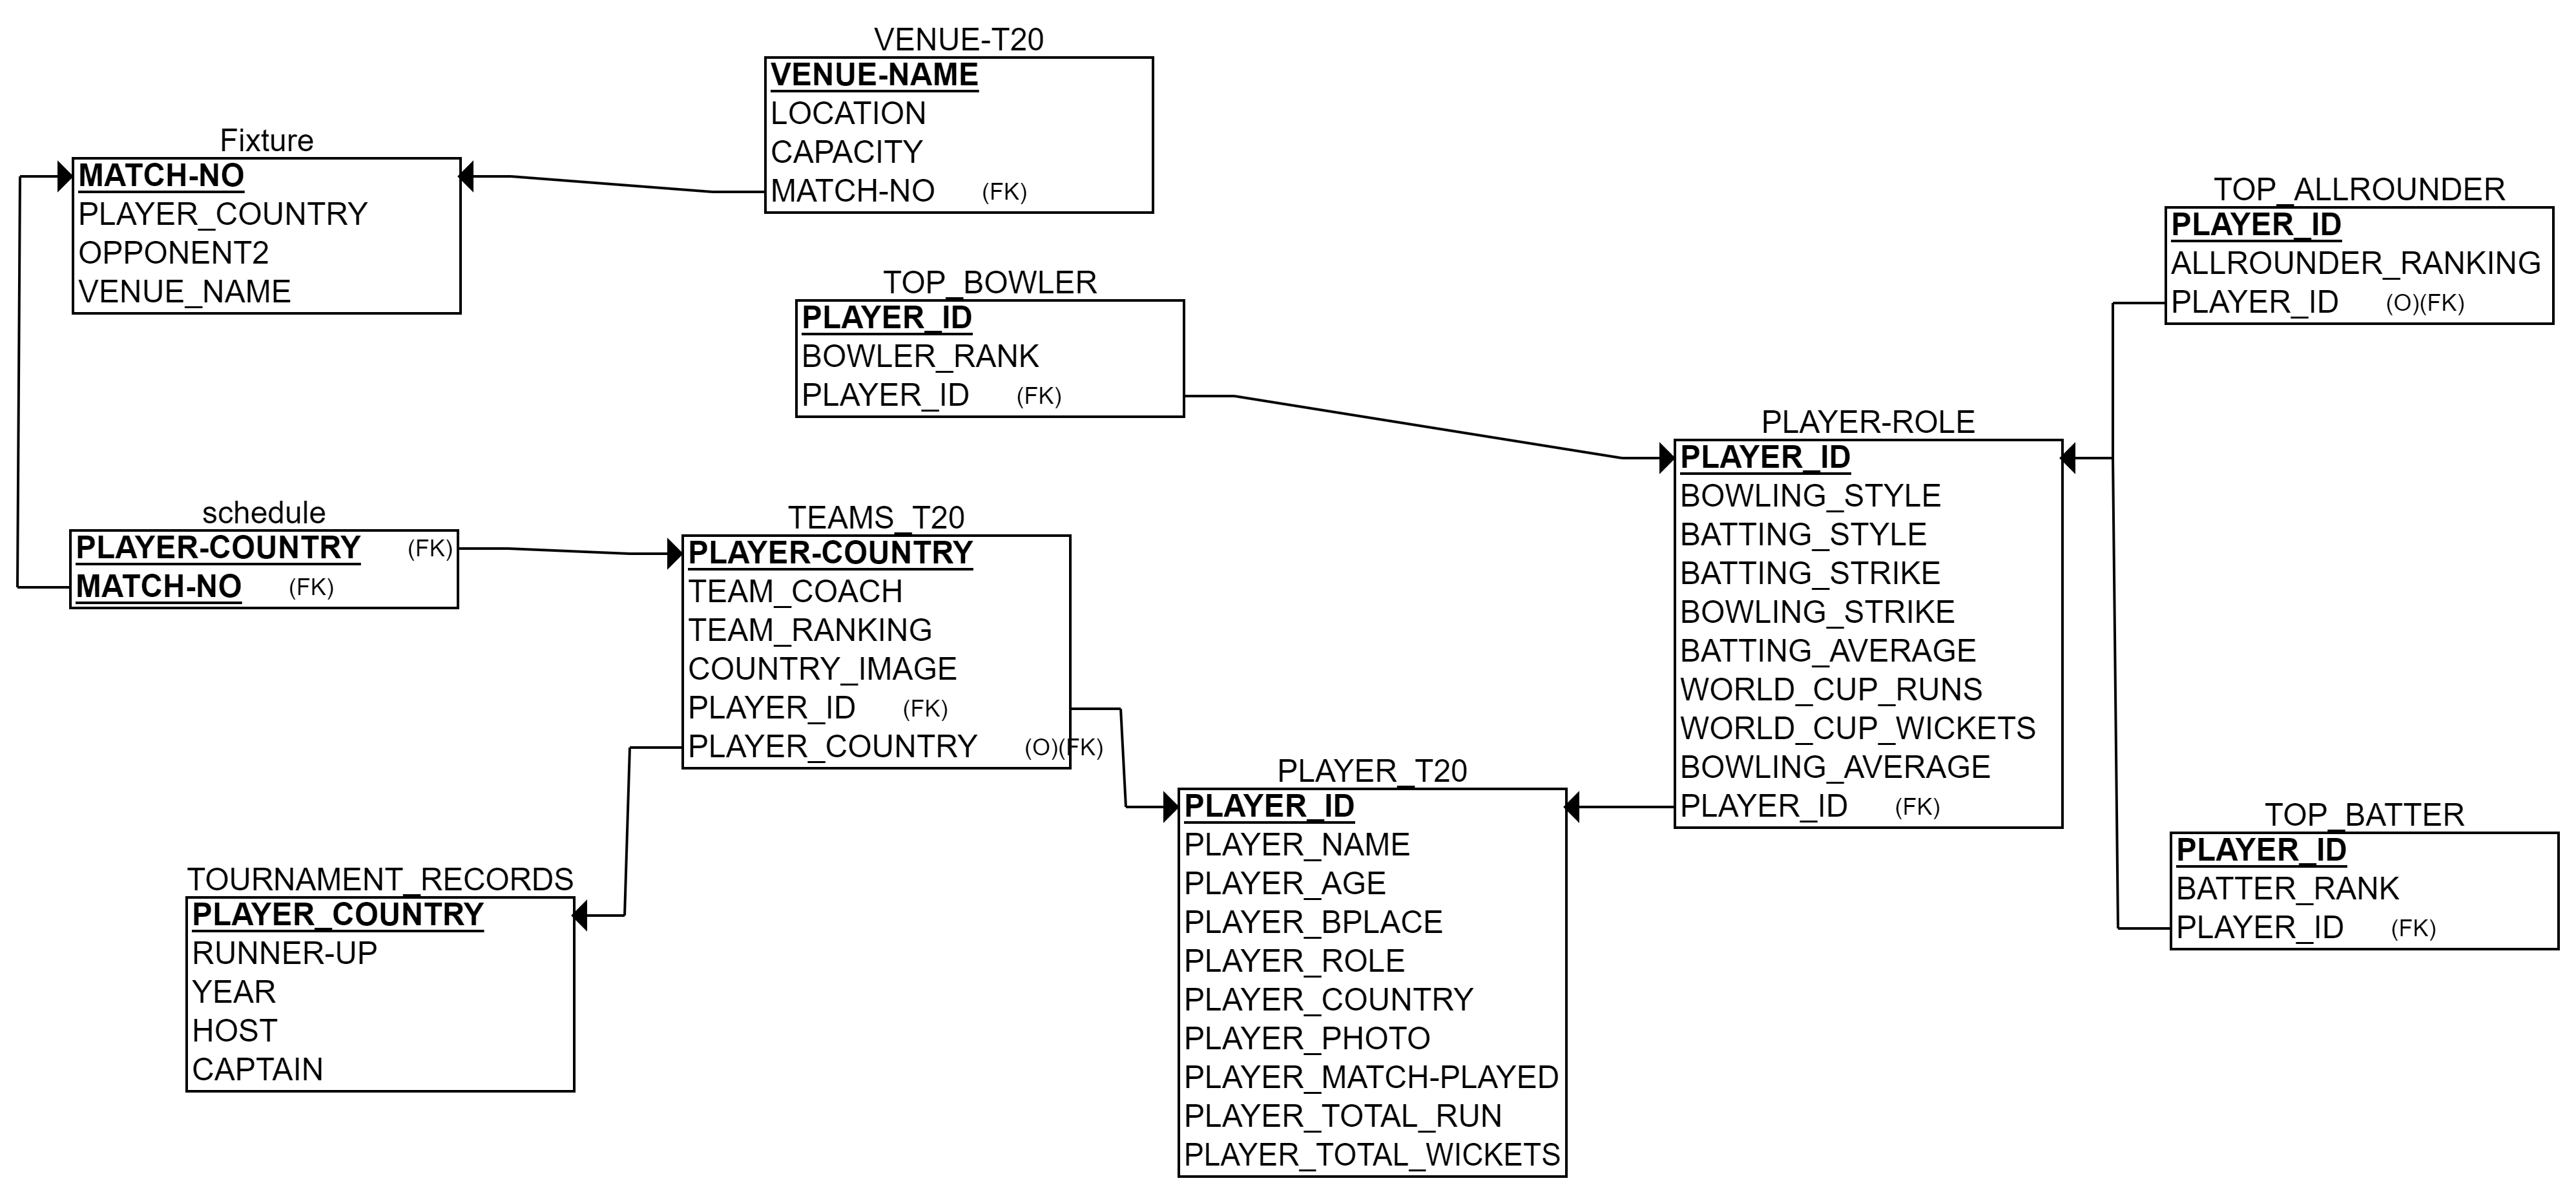 VENUE-T20
VENUE-NAME
LOCATION
CAPACITY
MATCH-NO (FK)
Fixture
MATCH-NO
PLAYER_COUNTRY
OPPONENT2
VENUE_NAME
TOP_ALLROUNDER
PLAYER_ID
ALLROUNDER_RANKING
PLAYER_ID (O)(FK)
TOP_BOWLER
PLAYER_ID
BOWLER_RANK
PLAYER_ID (FK)
PLAYER-ROLE
PLAYER_ID
BOWLING_STYLE
BATTING_STYLE
BATTING_STRIKE
BOWLING_STRIKE
BATTING_AVERAGE
WORLD_CUP_RUNS
WORLD_CUP_WICKETS
BOWLING_AVERAGE
PLAYER_ID (FK)
schedule
PLAYER-COUNTRY (FK)
MATCH-NO (FK)
TEAMS_T20
PLAYER-COUNTRY
TEAM_COACH
TEAM_RANKING
COUNTRY_IMAGE
PLAYER_ID (FK)
PLAYER_COUNTRY (O)(FK)
PLAYER_T20
PLAYER_ID
PLAYER_NAME
PLAYER_AGE
PLAYER_BPLACE
PLAYER_ROLE
PLAYER_COUNTRY
PLAYER_PHOTO
PLAYER_MATCH-PLAYED
PLAYER_TOTAL_RUN
PLAYER_TOTAL_WICKETS
TOP_BATTER
PLAYER_ID
BATTER_RANK
PLAYER_ID (FK)
TOURNAMENT_RECORDS
PLAYER_COUNTRY
RUNNER-UP
YEAR
HOST
CAPTAIN